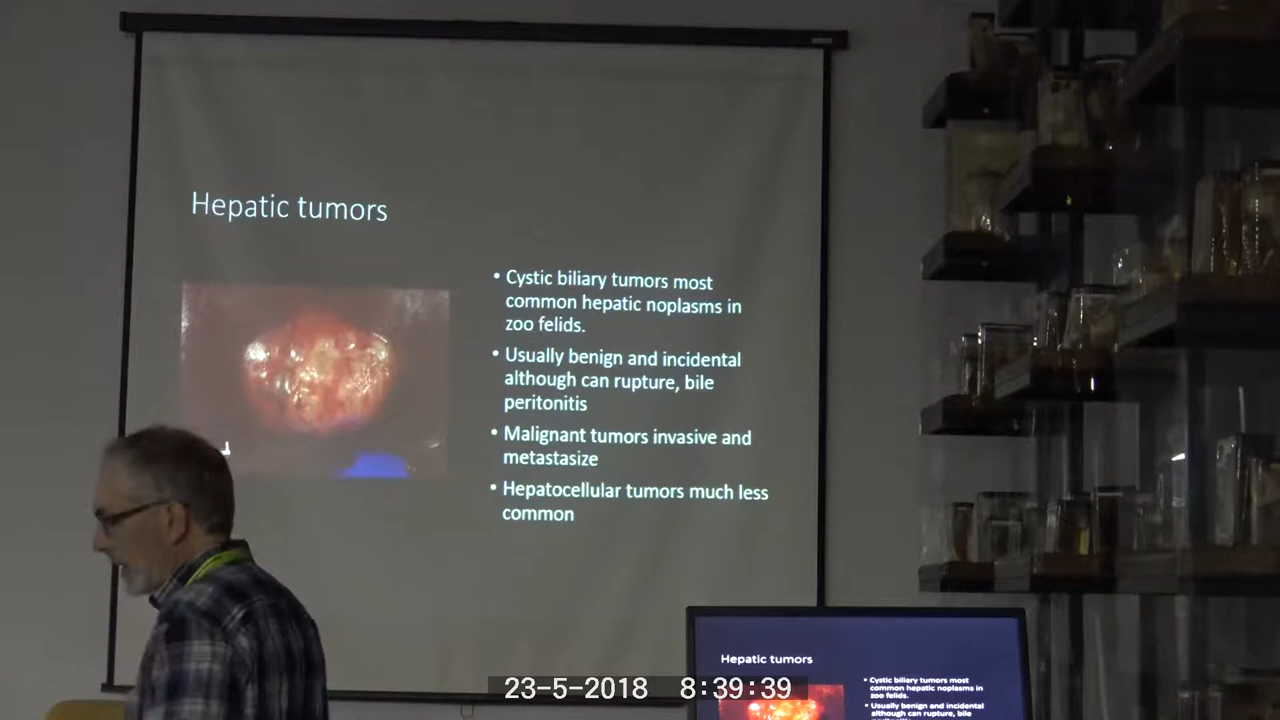 Hepatic tumors
• Cystic biliary tumors most
common hepatic noplasms in
zoo felids.
• Usually benign and incidental
although can rupture, bile
peritonitis
• Malignant tumors invasive and
metastasize
• Hepatocellular tumors much less
common
Hepatic tumors
• Cystic biliary tumors most
common hepatic noplasms in
zoo felids.
• Usually benign and incidental
although can rupture, bile
23-5-2018 8:39:39